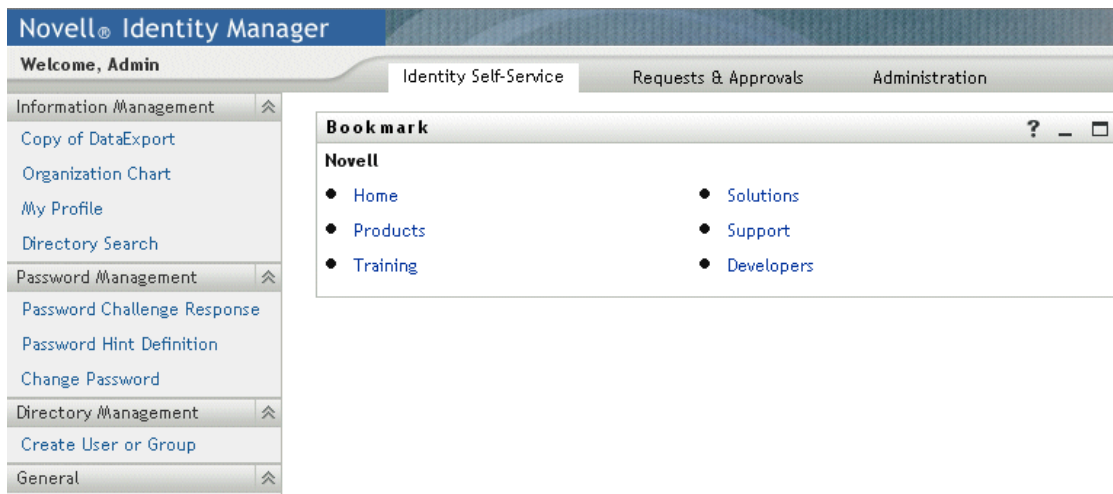 Novell® Identity Manager
Welcome, Admin
Identity Self-Service Requests & Approvals Administration
Information Management
Copy of DataExport
Organization Chart
My Profile
Directory Search
Password Management
Password Challenge Response
Password Hint Definition
Change Password
Directory Management
Create User or Group
General
Bookmark ?
Novell
Home Solutions
Products Support
Training Developers